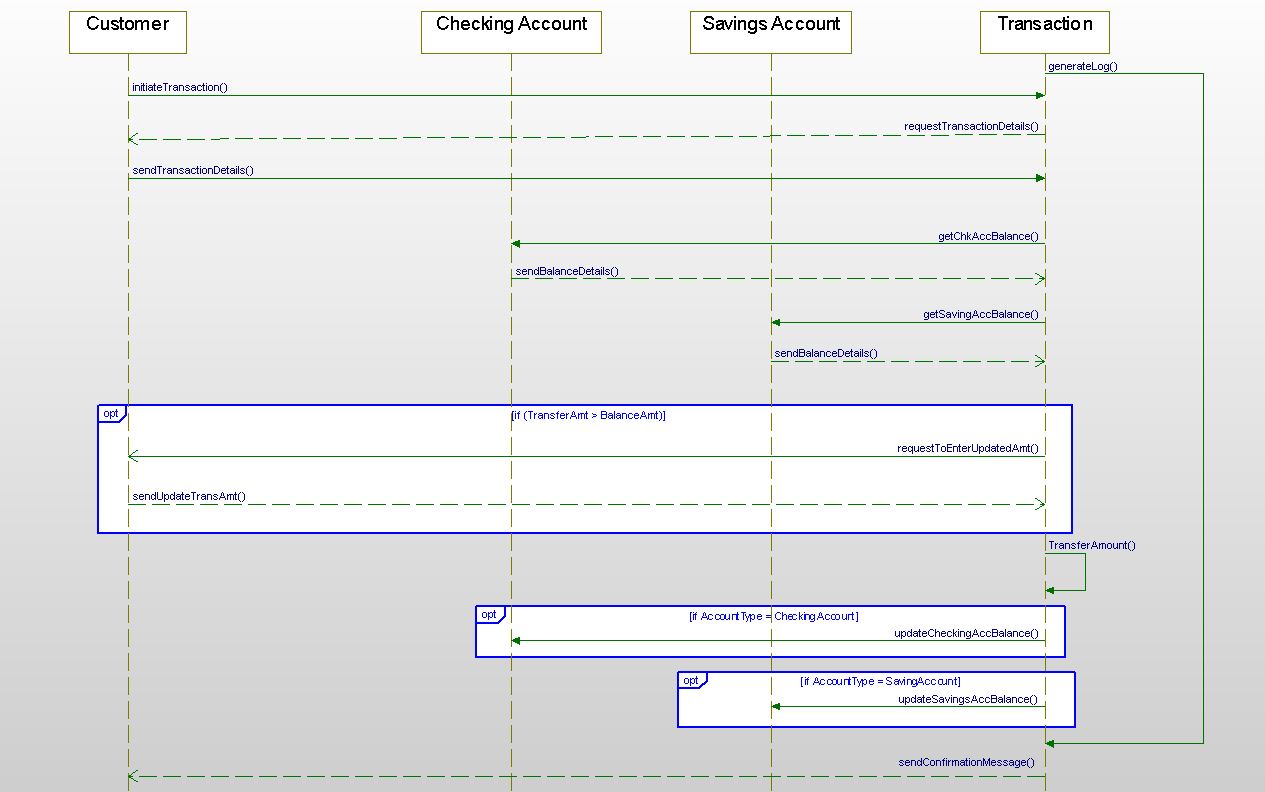 Customer
Checking Account
Savings Account
Transaction
generateLog()
initiateTransaction()
requestTransactionDetails()
sendTransactionDetails()
getChkAccBalance()
sendBalanceDetails()
getSavingAccBalance()
sendBalanceDetails()
opt
[if (TransferAmt > BalanceAmt)]
requestToEnterUpdatedAmt()
sendUpdateTransAmt()
TransferAmount()
opt
[if AccountType = CheckingAccount]
updateCheckingAccBalance()
opt
[if AccountType = SavingAccount]
updateSavingsAccBalance()
sendConfirmationMessage()